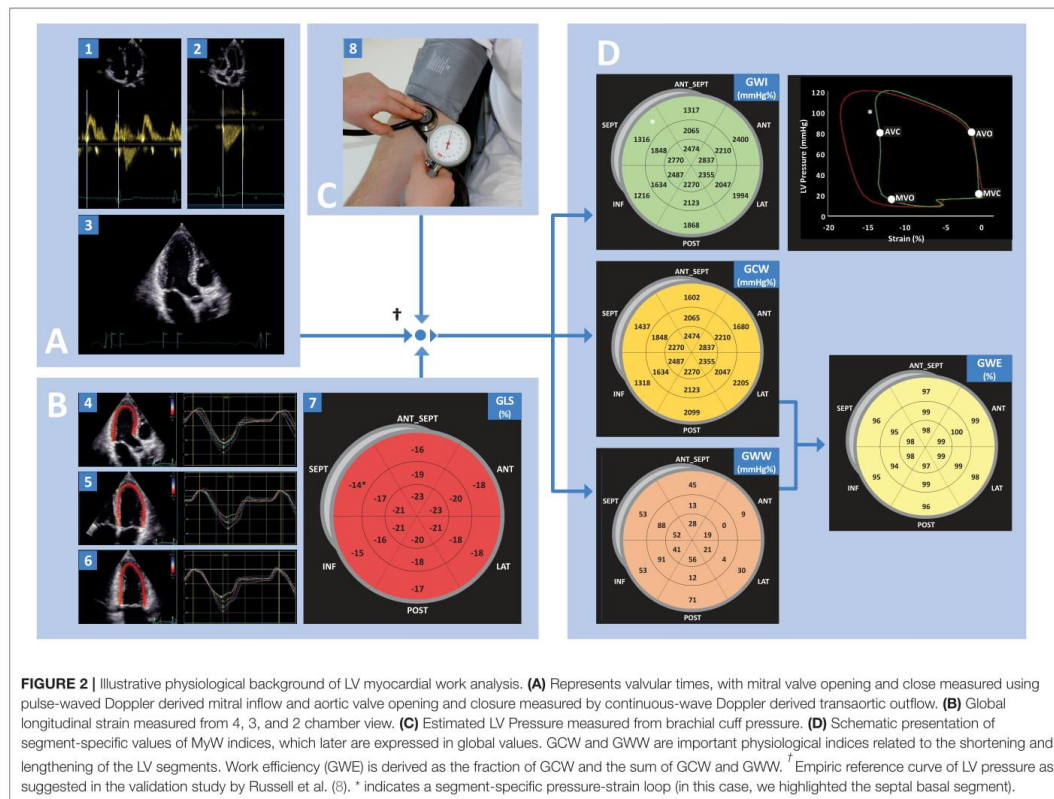 1
2
3
A
8
C
†
B
4
5
6
7
GLS
(%)
ANT_SEPT
SEPT
ANT
INF
LAT
POST
-16
-14*
-18
-19
-17
-23
-20
-21
-23
-21
-21
-16
-20
-18
-15
-18
-18
-17
D
GWI
(mmHg%)
ANT_SEPT
SEPT
ANT
INF
LAT
POST
1317
1316
2065
2400
1848
2474
2210
2770
2837
2487
2355
1634
2270
2047
1216
2123
1994
1868
*
LV Pressure (mmHg)
120
100
80
60
40
20
0
AVC
AVO
MVO
MVC
-20
-15
-10
-5
0
Strain (%)
GCW
(mmHg%)
ANT_SEPT
SEPT
ANT
INF
LAT
POST
1602
1437
2065
1680
1848
2474
2210
2270
2837
2487
2355
1634
2270
2047
1318
2123
2205
2099
GWW
(mmHg%)
ANT_SEPT
SEPT
ANT
INF
LAT
POST
45
53
13
9
88
28
0
52
19
41
21
91
56
4
53
12
30
71
GWE
(%)
ANT_SEPT
SEPT
ANT
INF
LAT
POST
97
96
99
99
95
98
100
98
99
98
99
94
97
99
95
99
98
96
FIGURE 2 | Illustrative physiological background of LV myocardial work analysis. (A) Represents valvular times, with mitral valve opening and close measured using
pulse-waved Doppler derived mitral inflow and aortic valve opening and closure measured by continuous-wave Doppler derived transaortic outflow. (B) Global
longitudinal strain measured from 4, 3, and 2 chamber view. (C) Estimated LV Pressure measured from brachial cuff pressure. (D) Schematic presentation of
segment-specific values of MyW indices, which later are expressed in global values. GCW and GWW are important physiological indices related to the shortening and
lengthening of the LV segments. Work efficiency (GWE) is derived as the fraction of GCW and the sum of GCW and GWW. † Empiric reference curve of LV pressure as
suggested in the validation study by Russell et al. (8). * indicates a segment-specific pressure-strain loop (in this case, we highlighted the septal basal segment).